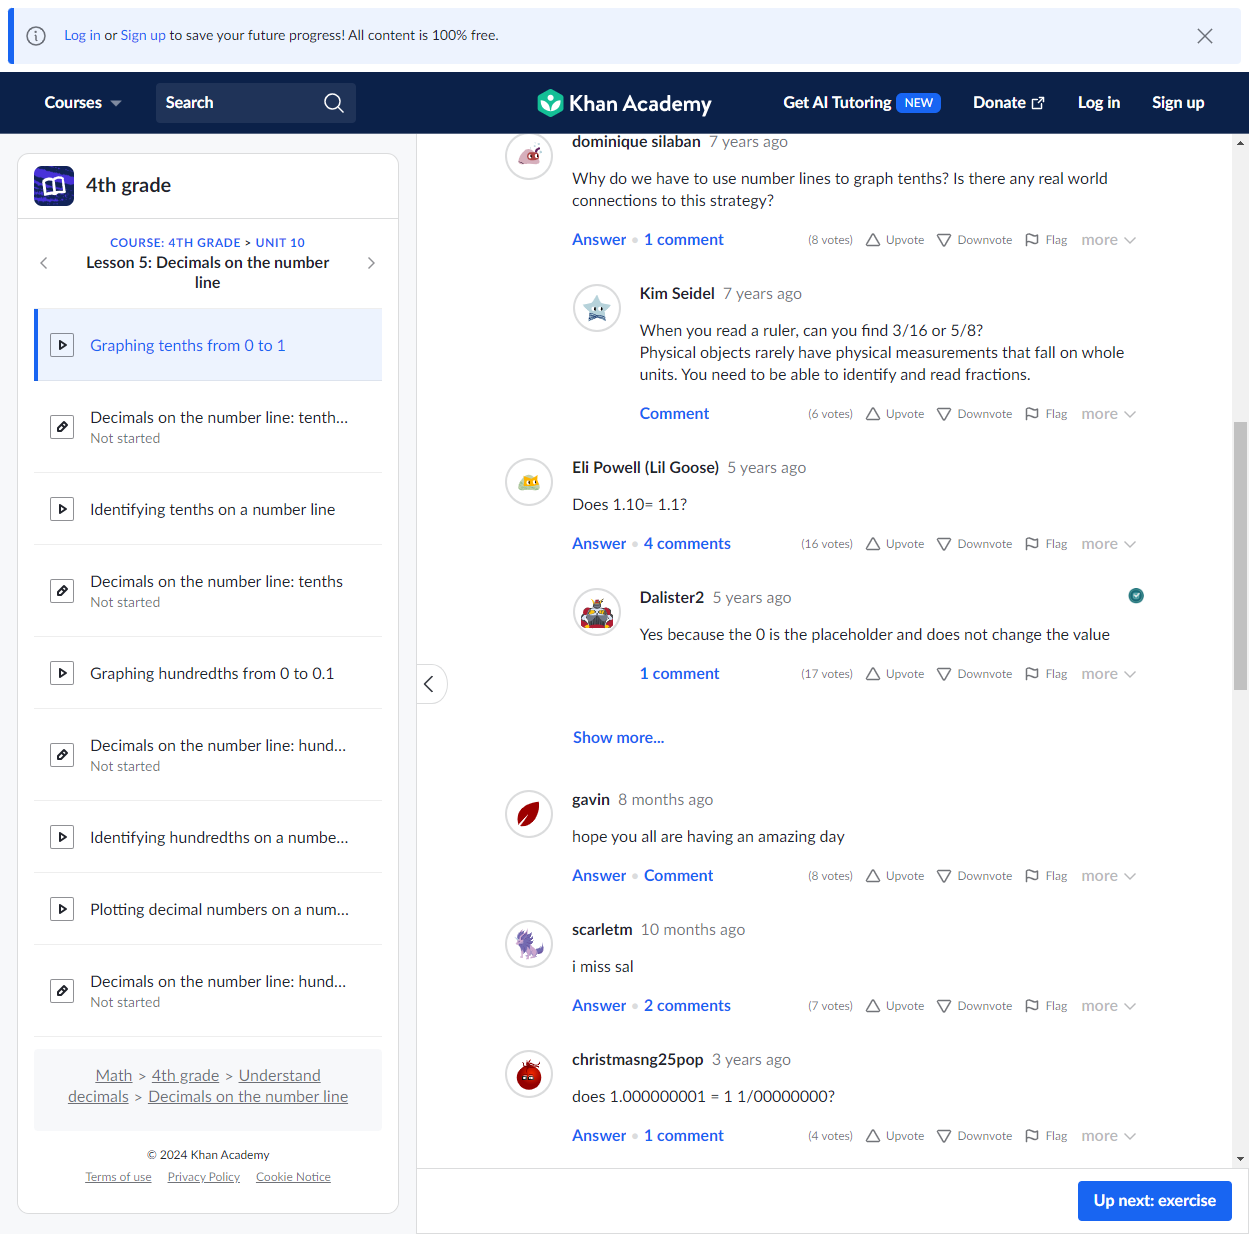 Log in or Sign up to save your future progress! All content is 100% free.
Courses
Search
Khan Academy
Get AI Tutoring NEW
Donate
Log in
Sign up
4th grade
COURSE: 4TH GRADE > UNIT 10
Lesson 5: Decimals on the number
line
Graphing tenths from 0 to 1
Decimals on the number line: tenth...
Not started
Identifying tenths on a number line
Decimals on the number line: tenths
Not started
Graphing hundredths from 0 to 0.1
Decimals on the number line: hund...
Not started
Identifying hundredths on a numbe...
Plotting decimal numbers on a num...
Decimals on the number line: hund...
Not started
Math > 4th grade > Understand
decimals > Decimals on the number line
© 2024 Khan Academy
Terms of use Privacy Policy Cookie Notice
dominique silaban 7 years ago
Why do we have to use number lines to graph tenths? Is there any real world
connections to this strategy?
Answer • 1 comment (8 votes) Upvote Downvote Flag more
Kim Seidel 7 years ago
When you read a ruler, can you find 3/16 or 5/8?
Physical objects rarely have physical measurements that fall on whole
units. You need to be able to identify and read fractions.
Comment (6 votes) Upvote Downvote Flag more
Eli Powell (Lil Goose) 5 years ago
Does 1.10= 1.1?
Answer • 4 comments (16 votes) Upvote Downvote Flag more
Dalister2 5 years ago
Yes because the 0 is the placeholder and does not change the value
1 comment (17 votes) Upvote Downvote Flag more
Show more...
gavin 8 months ago
hope you all are having an amazing day
Answer • Comment (8 votes) Upvote Downvote Flag more
scarletm 10 months ago
i miss sal
Answer • 2 comments (7 votes) Upvote Downvote Flag more
christmasng25pop 3 years ago
does 1.000000001 = 1 1/00000000?
Answer • 1 comment (4 votes) Upvote Downvote Flag more
Up next: exercise